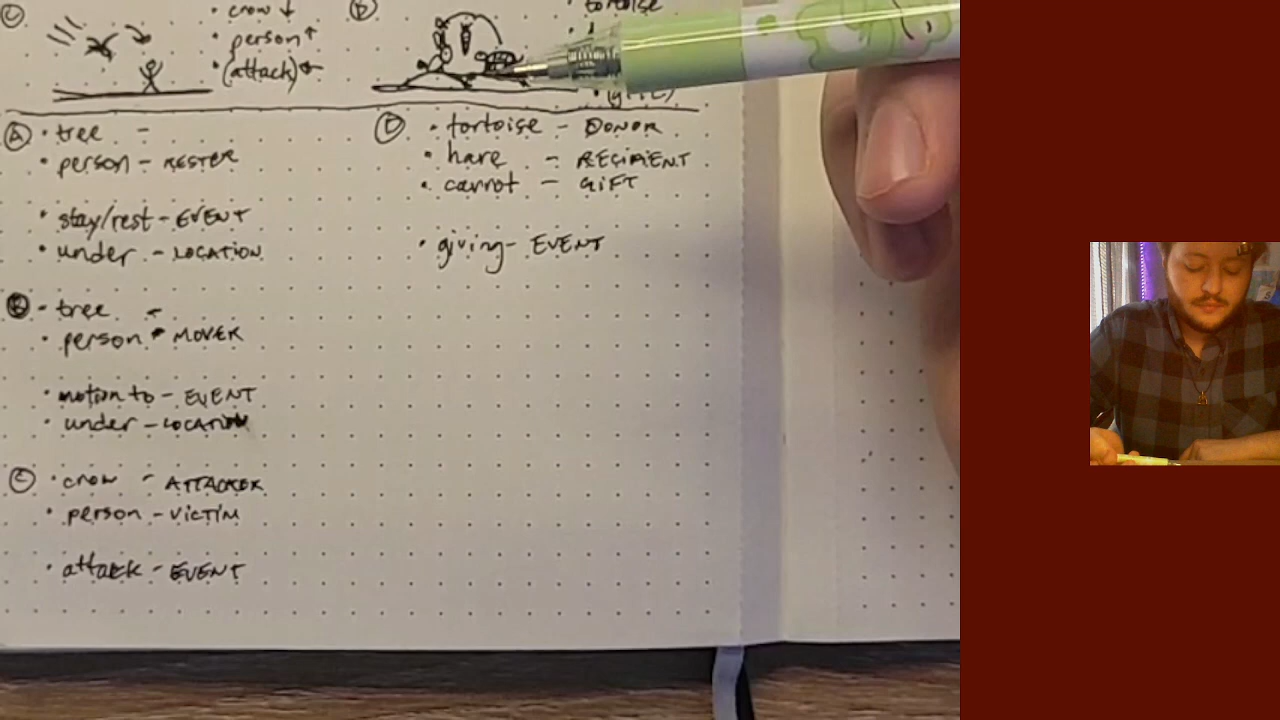 C
• crow ↓
• person ↑
• (attack) ←
D
tortoise
A • tree -
• person - RESTER
• stay/rest - EVENT
• under - LOCATION
B • tree -
• person - MOVER
• motion to - EVENT
• under - LOCATION
C • crow - ATTACKER
• person - VICTIM
• attack - EVENT
D • tortoise - DONOR
• hare - RECIPIENT
• carrot - GIFT
• giving - EVENT